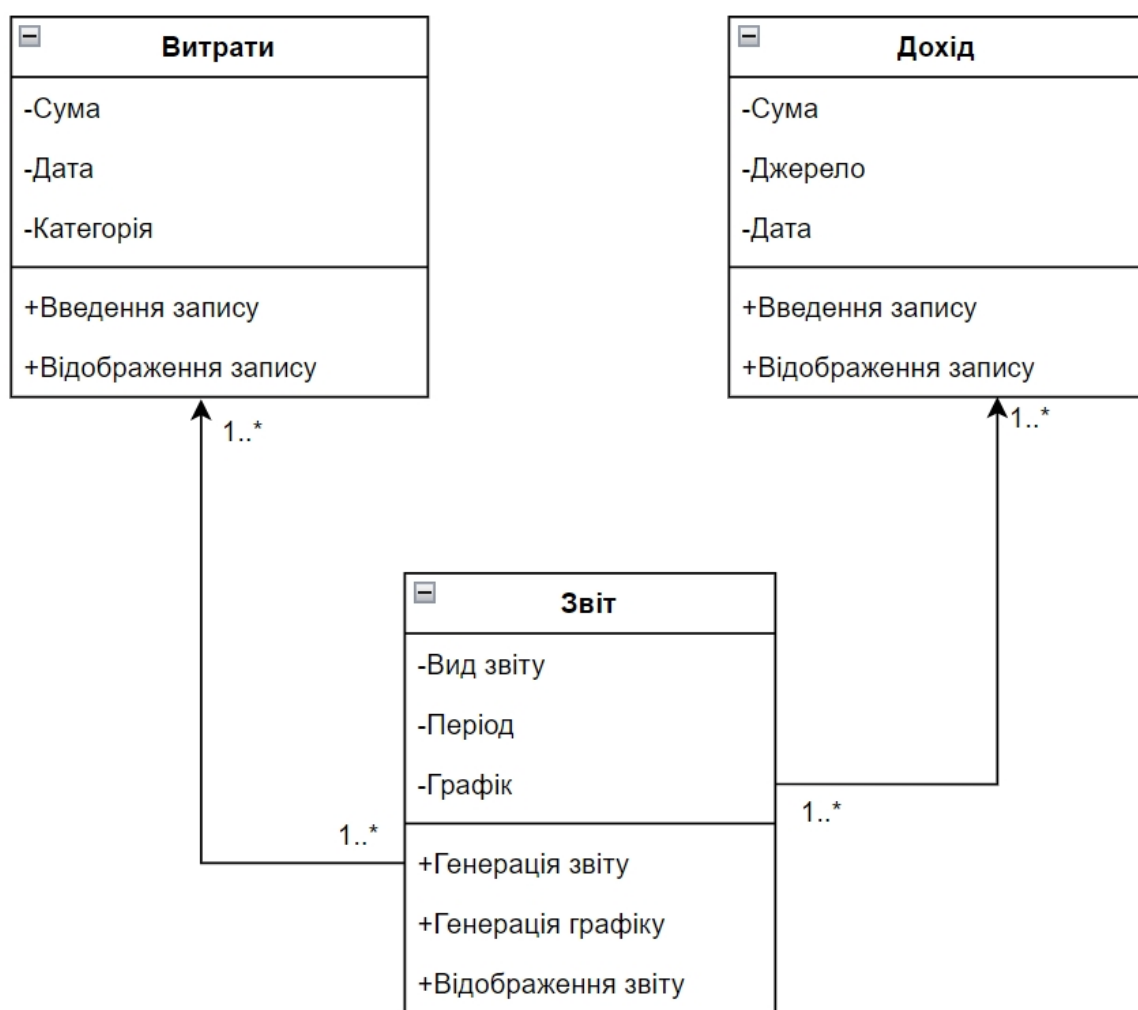 Витрати
-Сума
-Дата
-Категорія
+Введення запису
+Відображення запису
1..*
Дохід
-Сума
-Джерело
-Дата
+Введення запису
+Відображення запису
1..*
Звіт
-Вид звіту
-Період
-Графік
+Генерація звіту
+Генерація графіку
+Відображення звіту
1..*
1..*